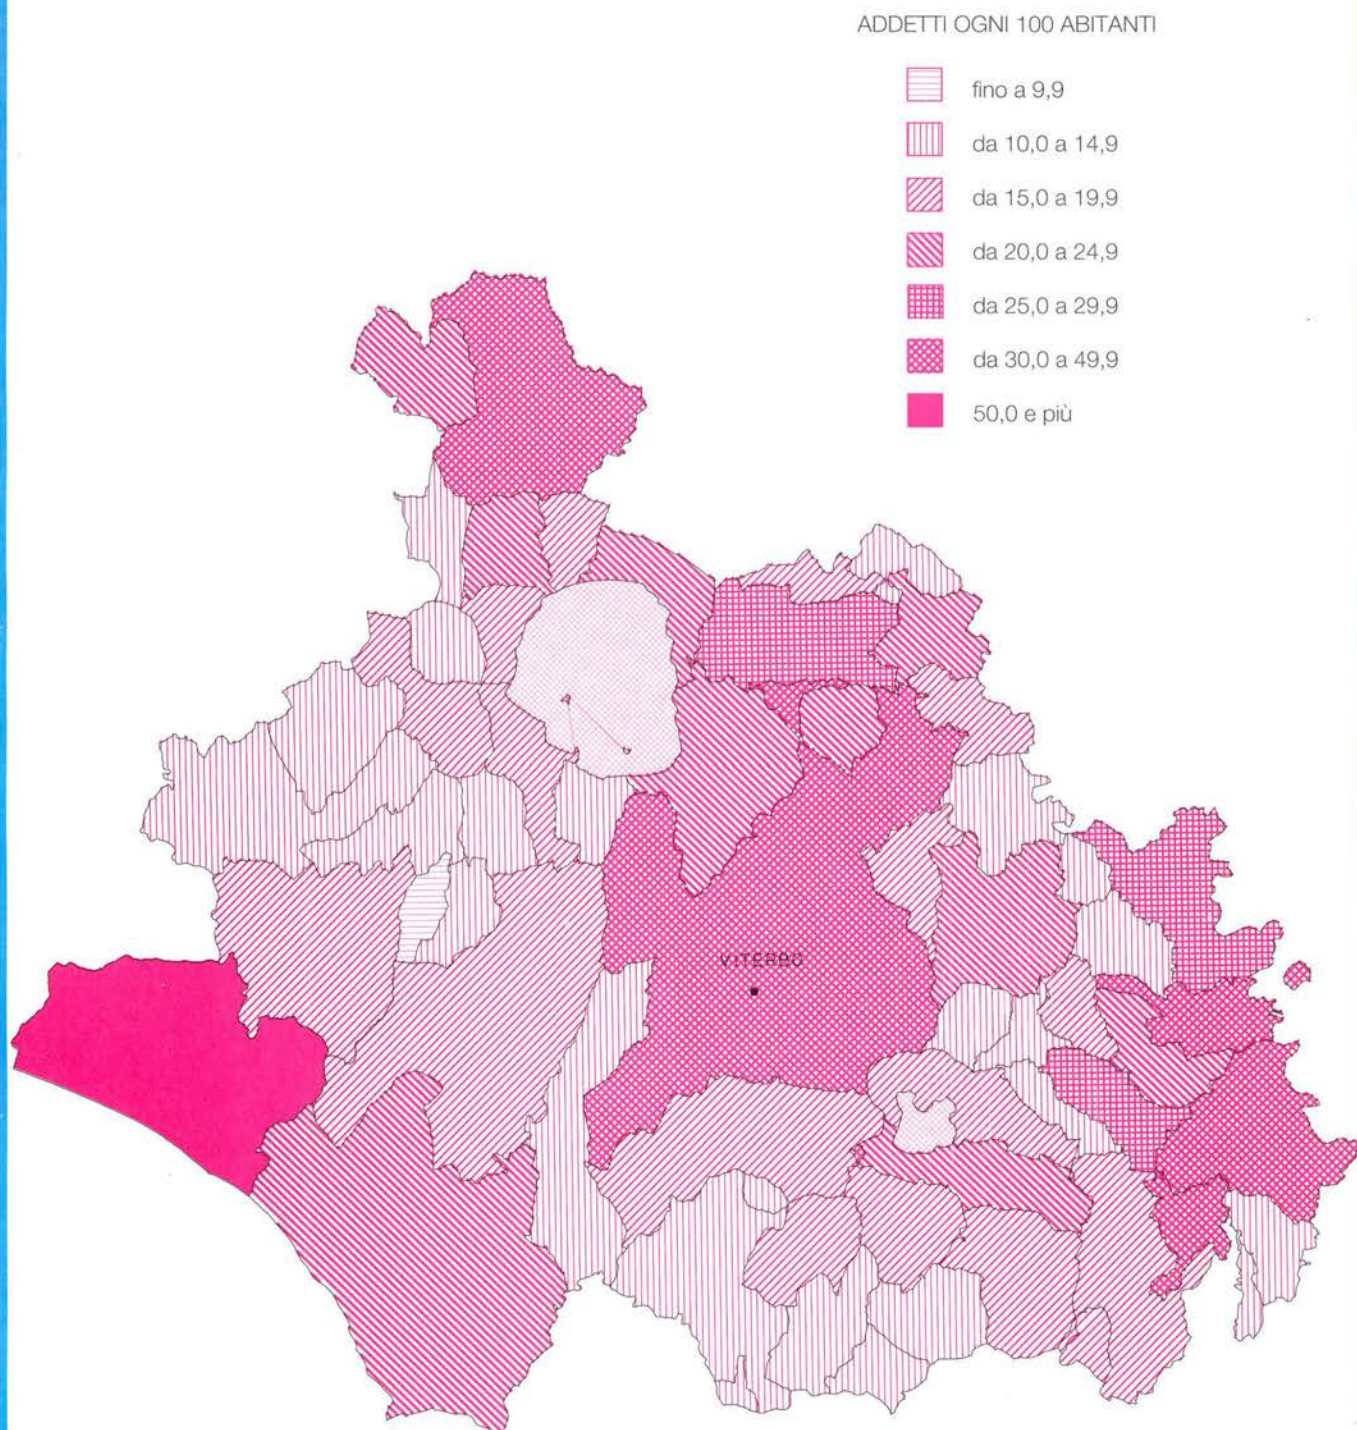 ADDETTI OGNI 100 ABITANTI
fino a 9,9
da 10,0 a 14,9
da 15,0 a 19,9
da 20,0 a 24,9
da 25,0 a 29,9
da 30,0 a 49,9
50,0 e più
VITERBO